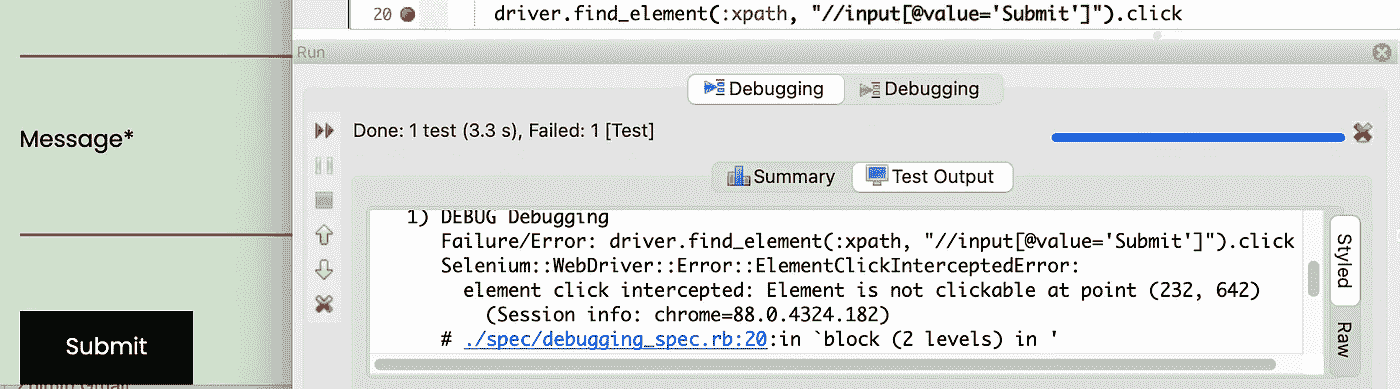 20 driver.find_element(:xpath, "//input[@value='Submit']").click
Run
Debugging Debugging
Message*
Done: 1 test (3.3 s), Failed: 1 [Test]
Summary Test Output
1) DEBUG Debugging
Failure/Error: driver.find_element(:xpath, "//input[@value='Submit']").click
Selenium::WebDriver::Error::ElementClickInterceptedError:
element click intercepted: Element is not clickable at point (232, 642)
(Session info: chrome=88.0.4324.182)
# ./spec/debugging_spec.rb:20:in `block (2 levels) in '
Styled
Raw
Submit